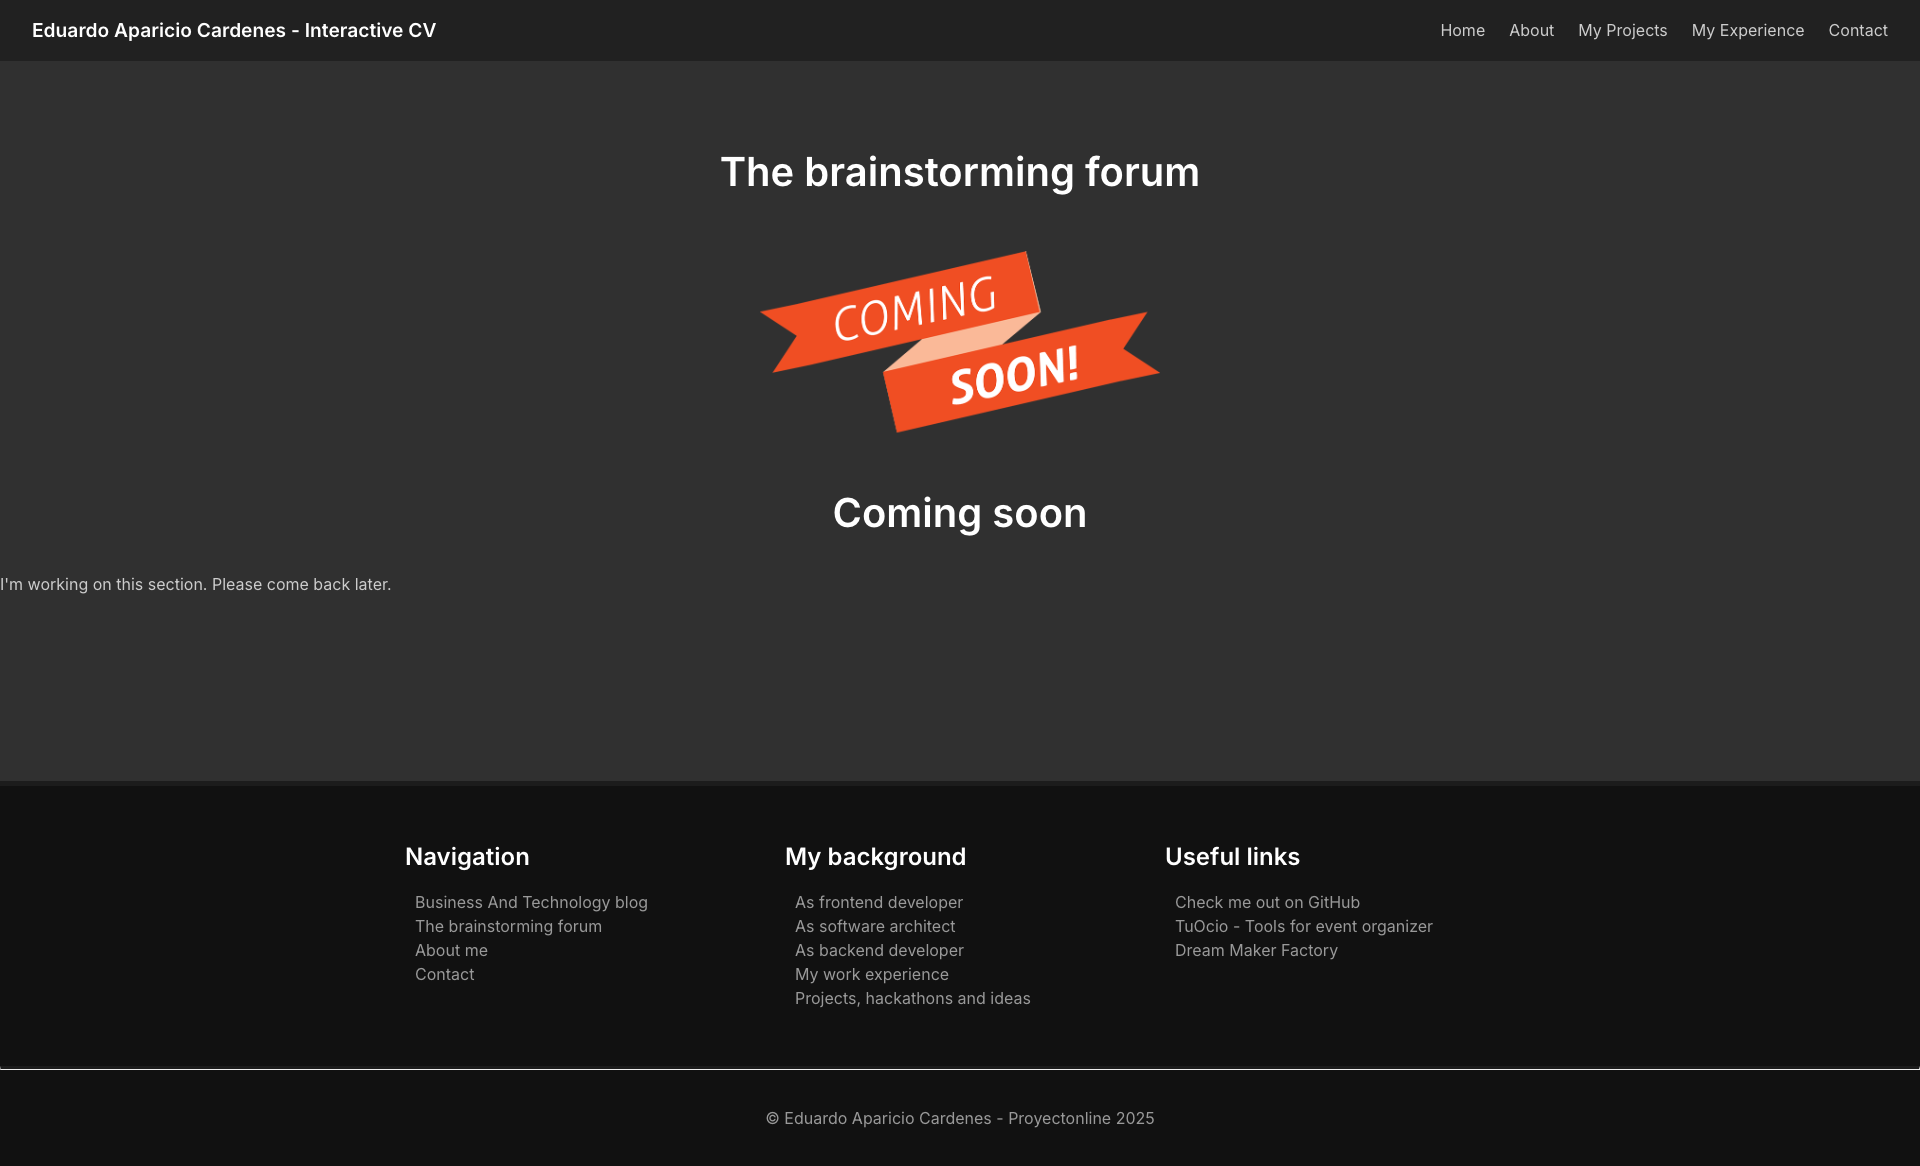 Eduardo Aparicio Cardenes - Interactive CV
Home About My Projects My Experience Contact
The brainstorming forum
COMING
SOON!
Coming soon
I'm working on this section. Please come back later.
Navigation
Business And Technology blog
The brainstorming forum
About me
Contact
My background
As frontend developer
As software architect
As backend developer
My work experience
Projects, hackathons and ideas
Useful links
Check me out on GitHub
TuOcio - Tools for event organizer
Dream Maker Factory
© Eduardo Aparicio Cardenes - Proyectonline 2025